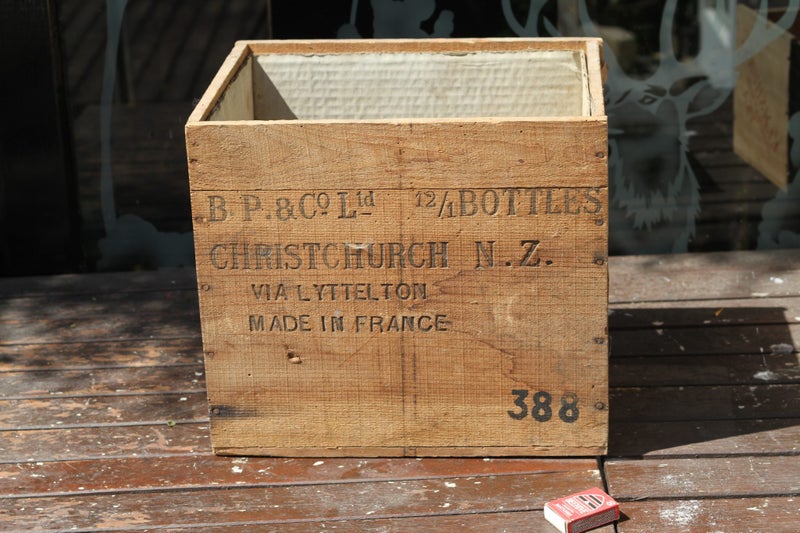 B P. & Co Ltd 12/1 BOTTLES
CHRISTCHURCH N.Z.
VIA LYTTELTON
MADE IN FRANCE
388